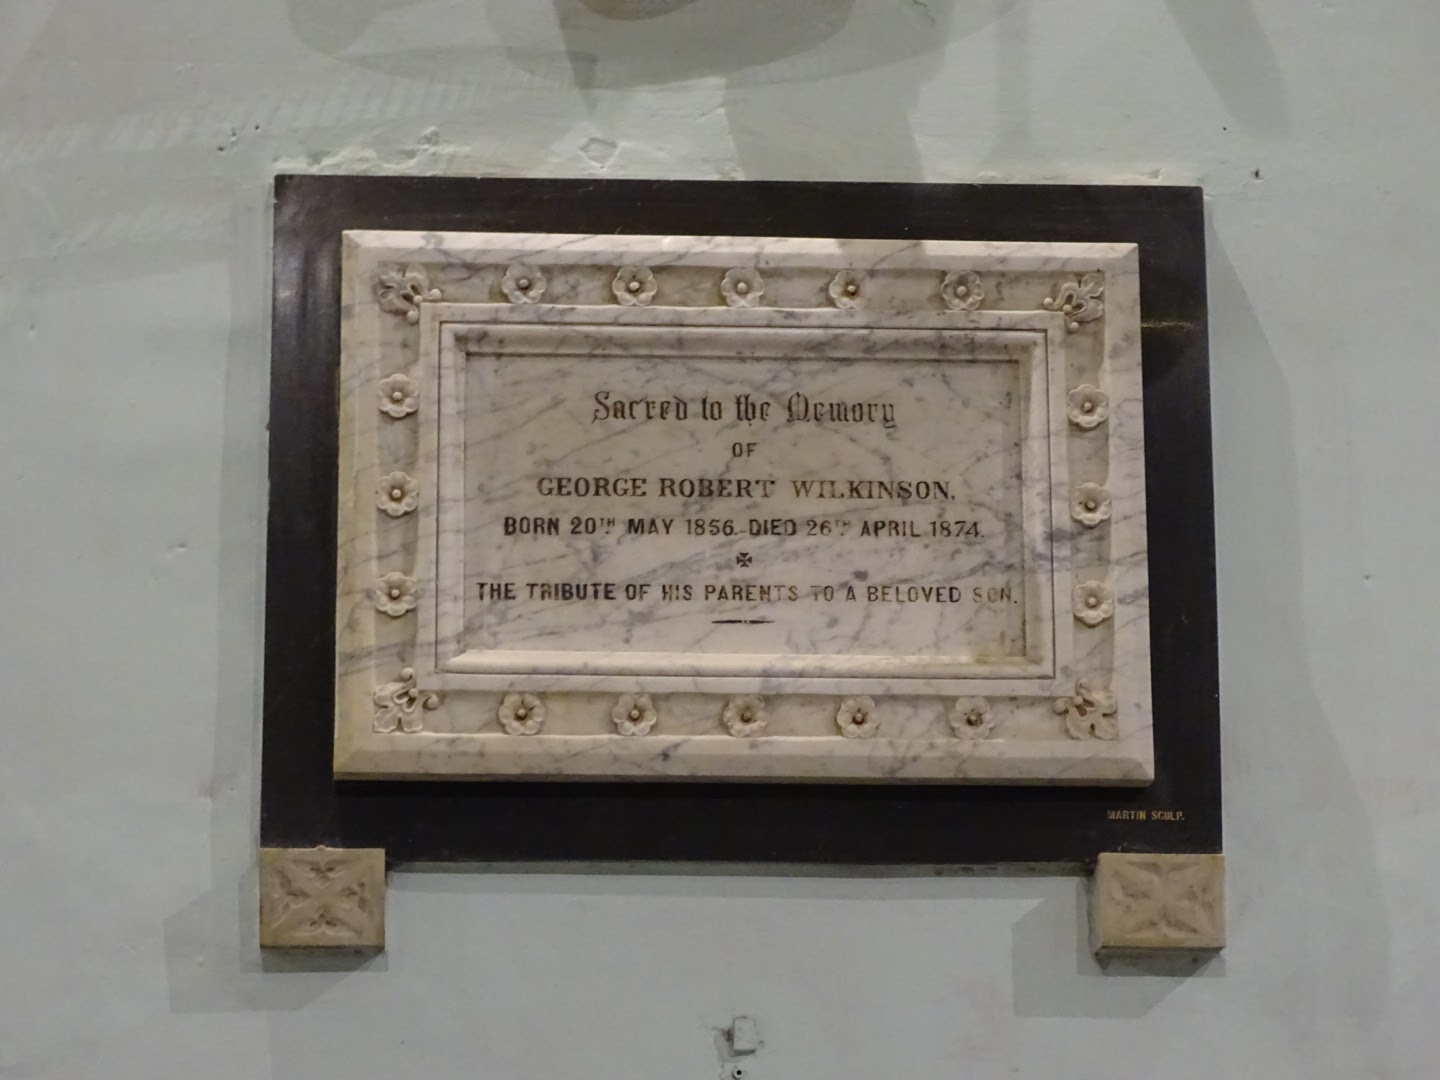 Sacred to the Memory
OF
GEORGE ROBERT WILKINSON.
BORN 20TH MAY 1856.-DIED 26TH APRIL 1874.
THE TRIBUTE OF HIS PARENTS TO A BELOVED SON.
MARTIN SCULP.